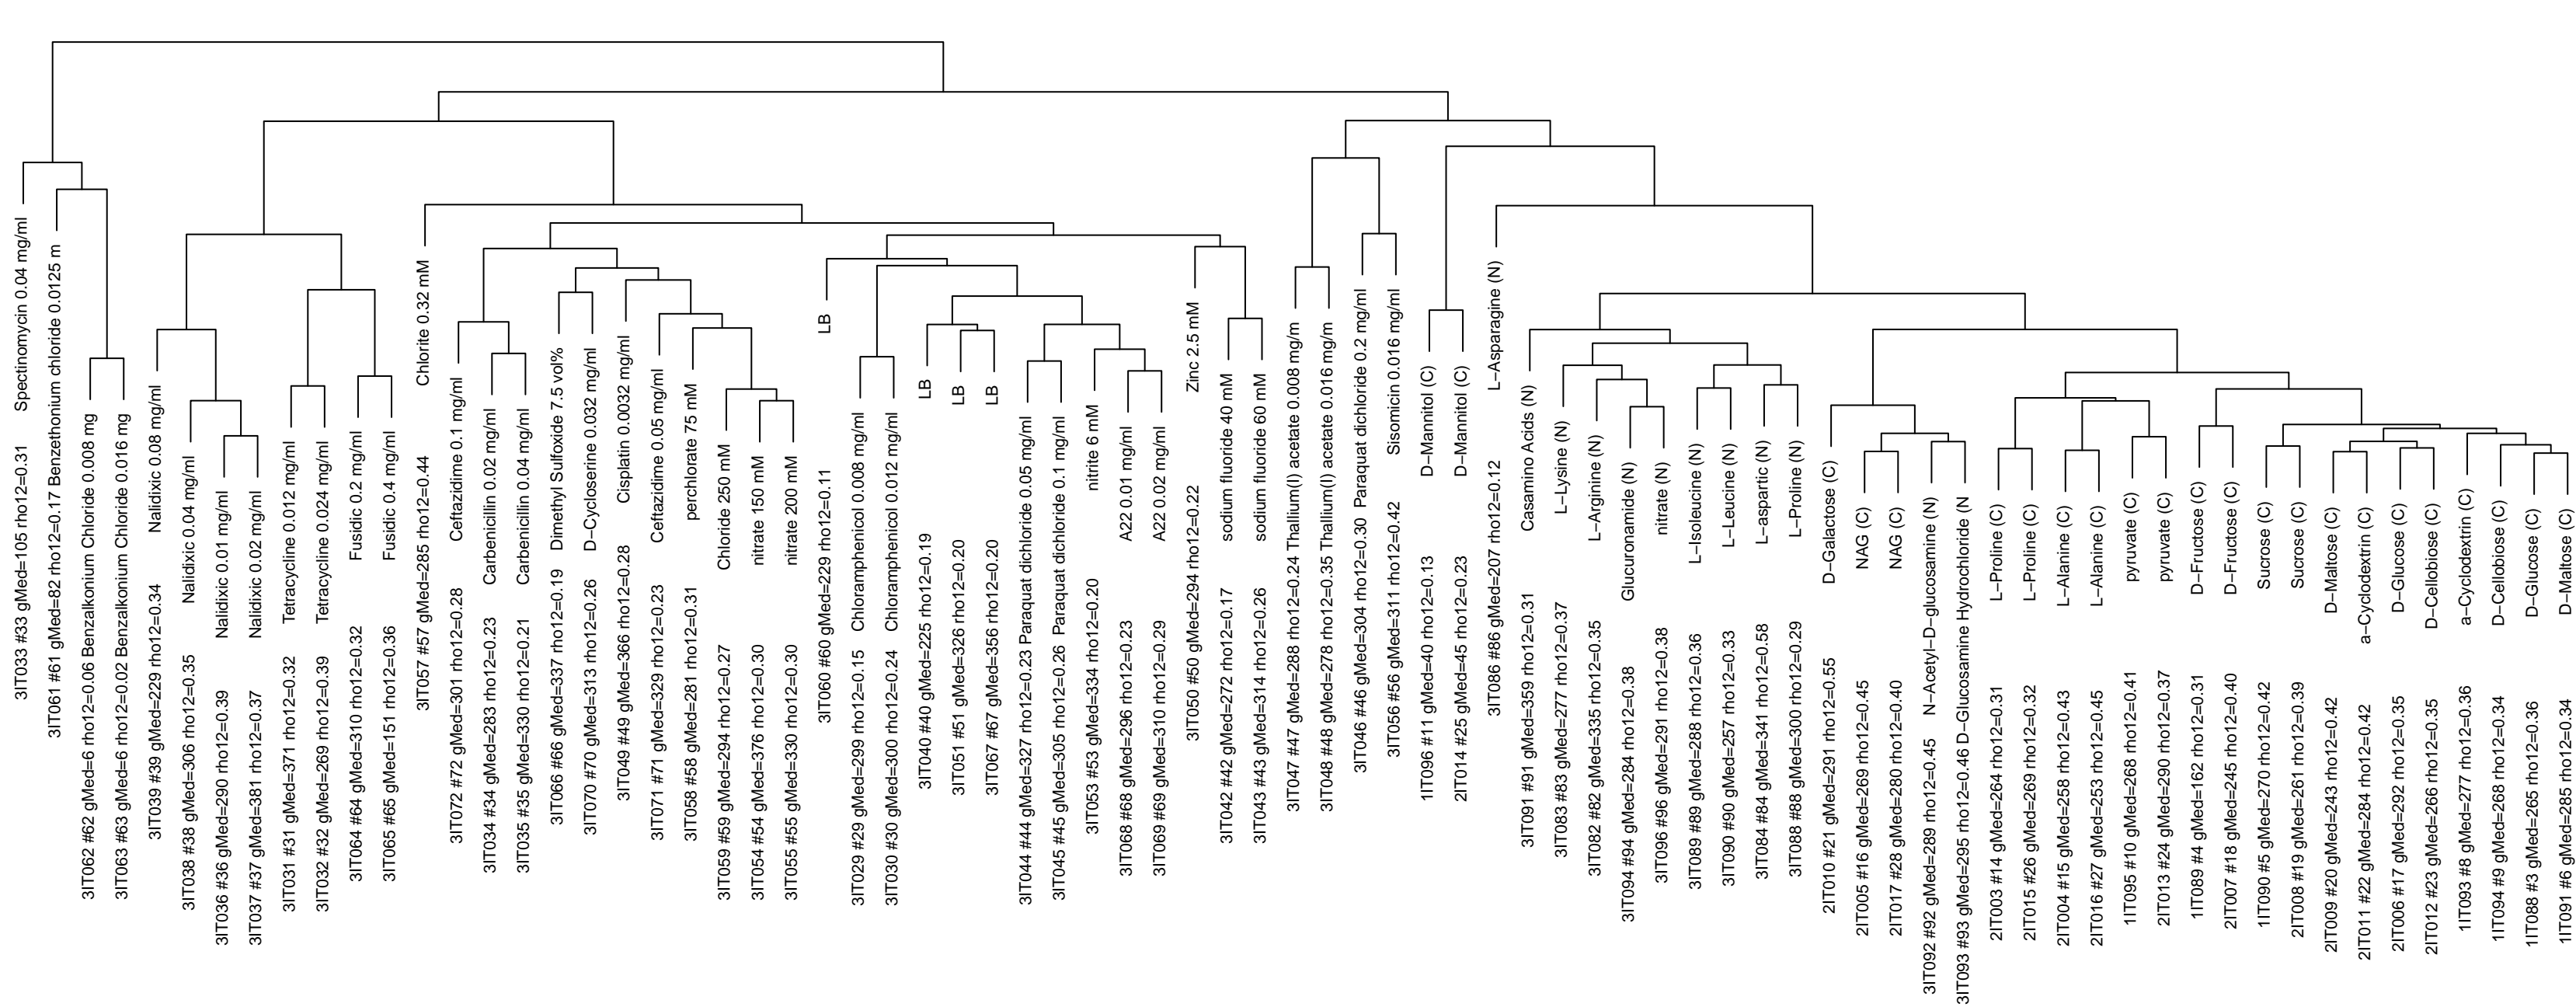 3IT033 #33 gMed=105 rho12=0.31 Spectinomycin 0.04 mg/ml
3IT061 #61 gMed=82 rho12=0.17 Benzethonium chloride 0.0125 m
3IT062 #62 gMed=6 rho12=0.06 Benzalkonium Chloride 0.008 mg
3IT063 #63 gMed=6 rho12=0.02 Benzalkonium Chloride 0.016 mg
3IT039 #39 gMed=229 rho12=0.34 Nalidixic 0.08 mg/ml
3IT038 #38 gMed=306 rho12=0.35 Nalidixic 0.04 mg/ml
3IT036 #36 gMed=290 rho12=0.39 Nalidixic 0.01 mg/ml
3IT037 #37 gMed=381 rho12=0.37 Nalidixic 0.02 mg/ml
3IT031 #31 gMed=371 rho12=0.32 Tetracycline 0.012 mg/ml
3IT032 #32 gMed=269 rho12=0.39 Tetracycline 0.024 mg/ml
3IT064 #64 gMed=310 rho12=0.32 Fusidic 0.2 mg/ml
3IT065 #65 gMed=151 rho12=0.36 Fusidic 0.4 mg/ml
3IT057 #57 gMed=285 rho12=0.44 Chlorite 0.32 mM
3IT072 #72 gMed=301 rho12=0.28 Ceftazidime 0.1 mg/ml
3IT034 #34 gMed=283 rho12=0.23 Carbenicillin 0.02 mg/ml
3IT035 #35 gMed=330 rho12=0.21 Carbenicillin 0.04 mg/ml
3IT066 #66 gMed=337 rho12=0.19 Dimethyl Sulfoxide 7.5 vol%
3IT070 #70 gMed=313 rho12=0.26 D−Cycloserine 0.032 mg/ml
3IT049 #49 gMed=366 rho12=0.28 Cisplatin 0.0032 mg/ml
3IT071 #71 gMed=329 rho12=0.23 Ceftazidime 0.05 mg/ml
3IT058 #58 gMed=281 rho12=0.31 perchlorate 75 mM
3IT059 #59 gMed=294 rho12=0.27 Chloride 250 mM
3IT054 #54 gMed=376 rho12=0.30 nitrate 150 mM
3IT055 #55 gMed=330 rho12=0.30 nitrate 200 mM
3IT060 #60 gMed=229 rho12=0.11 LB
3IT029 #29 gMed=299 rho12=0.15 Chloramphenicol 0.008 mg/ml
3IT030 #30 gMed=300 rho12=0.24 Chloramphenicol 0.012 mg/ml
3IT040 #40 gMed=225 rho12=0.19 LB
3IT051 #51 gMed=326 rho12=0.20 LB
3IT067 #67 gMed=356 rho12=0.20 LB
3IT044 #44 gMed=327 rho12=0.23 Paraquat dichloride 0.05 mg/ml
3IT045 #45 gMed=305 rho12=0.26 Paraquat dichloride 0.1 mg/ml
3IT053 #53 gMed=334 rho12=0.20 nitrite 6 mM
3IT068 #68 gMed=296 rho12=0.23 A22 0.01 mg/ml
3IT069 #69 gMed=310 rho12=0.29 A22 0.02 mg/ml
3IT050 #50 gMed=294 rho12=0.22 Zinc 2.5 mM
3IT042 #42 gMed=272 rho12=0.17 sodium fluoride 40 mM
3IT043 #43 gMed=314 rho12=0.26 sodium fluoride 60 mM
3IT047 #47 gMed=288 rho12=0.24 Thallium(I) acetate 0.008 mg/m
3IT048 #48 gMed=278 rho12=0.35 Thallium(I) acetate 0.016 mg/m
3IT046 #46 gMed=304 rho12=0.30 Paraquat dichloride 0.2 mg/ml
3IT056 #56 gMed=311 rho12=0.42 Sisomicin 0.016 mg/ml
1IT096 #11 gMed=40 rho12=0.13 D−Mannitol (C)
2IT014 #25 gMed=45 rho12=0.23 D−Mannitol (C)
3IT086 #86 gMed=207 rho12=0.12 L−Asparagine (N)
3IT091 #91 gMed=359 rho12=0.31 Casamino Acids (N)
3IT083 #83 gMed=277 rho12=0.37 L−Lysine (N)
3IT082 #82 gMed=335 rho12=0.35 L−Arginine (N)
3IT094 #94 gMed=284 rho12=0.38 Glucuronamide (N)
3IT096 #96 gMed=291 rho12=0.38 nitrate (N)
3IT089 #89 gMed=288 rho12=0.36 L−Isoleucine (N)
3IT090 #90 gMed=257 rho12=0.33 L−Leucine (N)
3IT084 #84 gMed=341 rho12=0.58 L−aspartic (N)
3IT088 #88 gMed=300 rho12=0.29 L−Proline (N)
2IT010 #21 gMed=291 rho12=0.55 D−Galactose (C)
2IT005 #16 gMed=269 rho12=0.45 NAG (C)
2IT017 #28 gMed=280 rho12=0.40 NAG (C)
3IT092 #92 gMed=289 rho12=0.45 N−Acetyl−D−glucosamine (N)
3IT093 #93 gMed=295 rho12=0.46 D−Glucosamine Hydrochloride (N
2IT003 #14 gMed=264 rho12=0.31 L−Proline (C)
2IT015 #26 gMed=269 rho12=0.32 L−Proline (C)
2IT004 #15 gMed=258 rho12=0.43 L−Alanine (C)
2IT016 #27 gMed=253 rho12=0.45 L−Alanine (C)
1IT095 #10 gMed=268 rho12=0.41 pyruvate (C)
2IT013 #24 gMed=290 rho12=0.37 pyruvate (C)
1IT089 #4 gMed=162 rho12=0.31 D−Fructose (C)
2IT007 #18 gMed=245 rho12=0.40 D−Fructose (C)
1IT090 #5 gMed=270 rho12=0.42 Sucrose (C)
2IT008 #19 gMed=261 rho12=0.39 Sucrose (C)
2IT009 #20 gMed=243 rho12=0.42 D−Maltose (C)
2IT011 #22 gMed=284 rho12=0.42 a−Cyclodextrin (C)
2IT006 #17 gMed=292 rho12=0.35 D−Glucose (C)
2IT012 #23 gMed=266 rho12=0.35 D−Cellobiose (C)
1IT093 #8 gMed=277 rho12=0.36 a−Cyclodextrin (C)
1IT094 #9 gMed=268 rho12=0.34 D−Cellobiose (C)
1IT088 #3 gMed=265 rho12=0.36 D−Glucose (C)
1IT091 #6 gMed=285 rho12=0.34 D−Maltose (C)